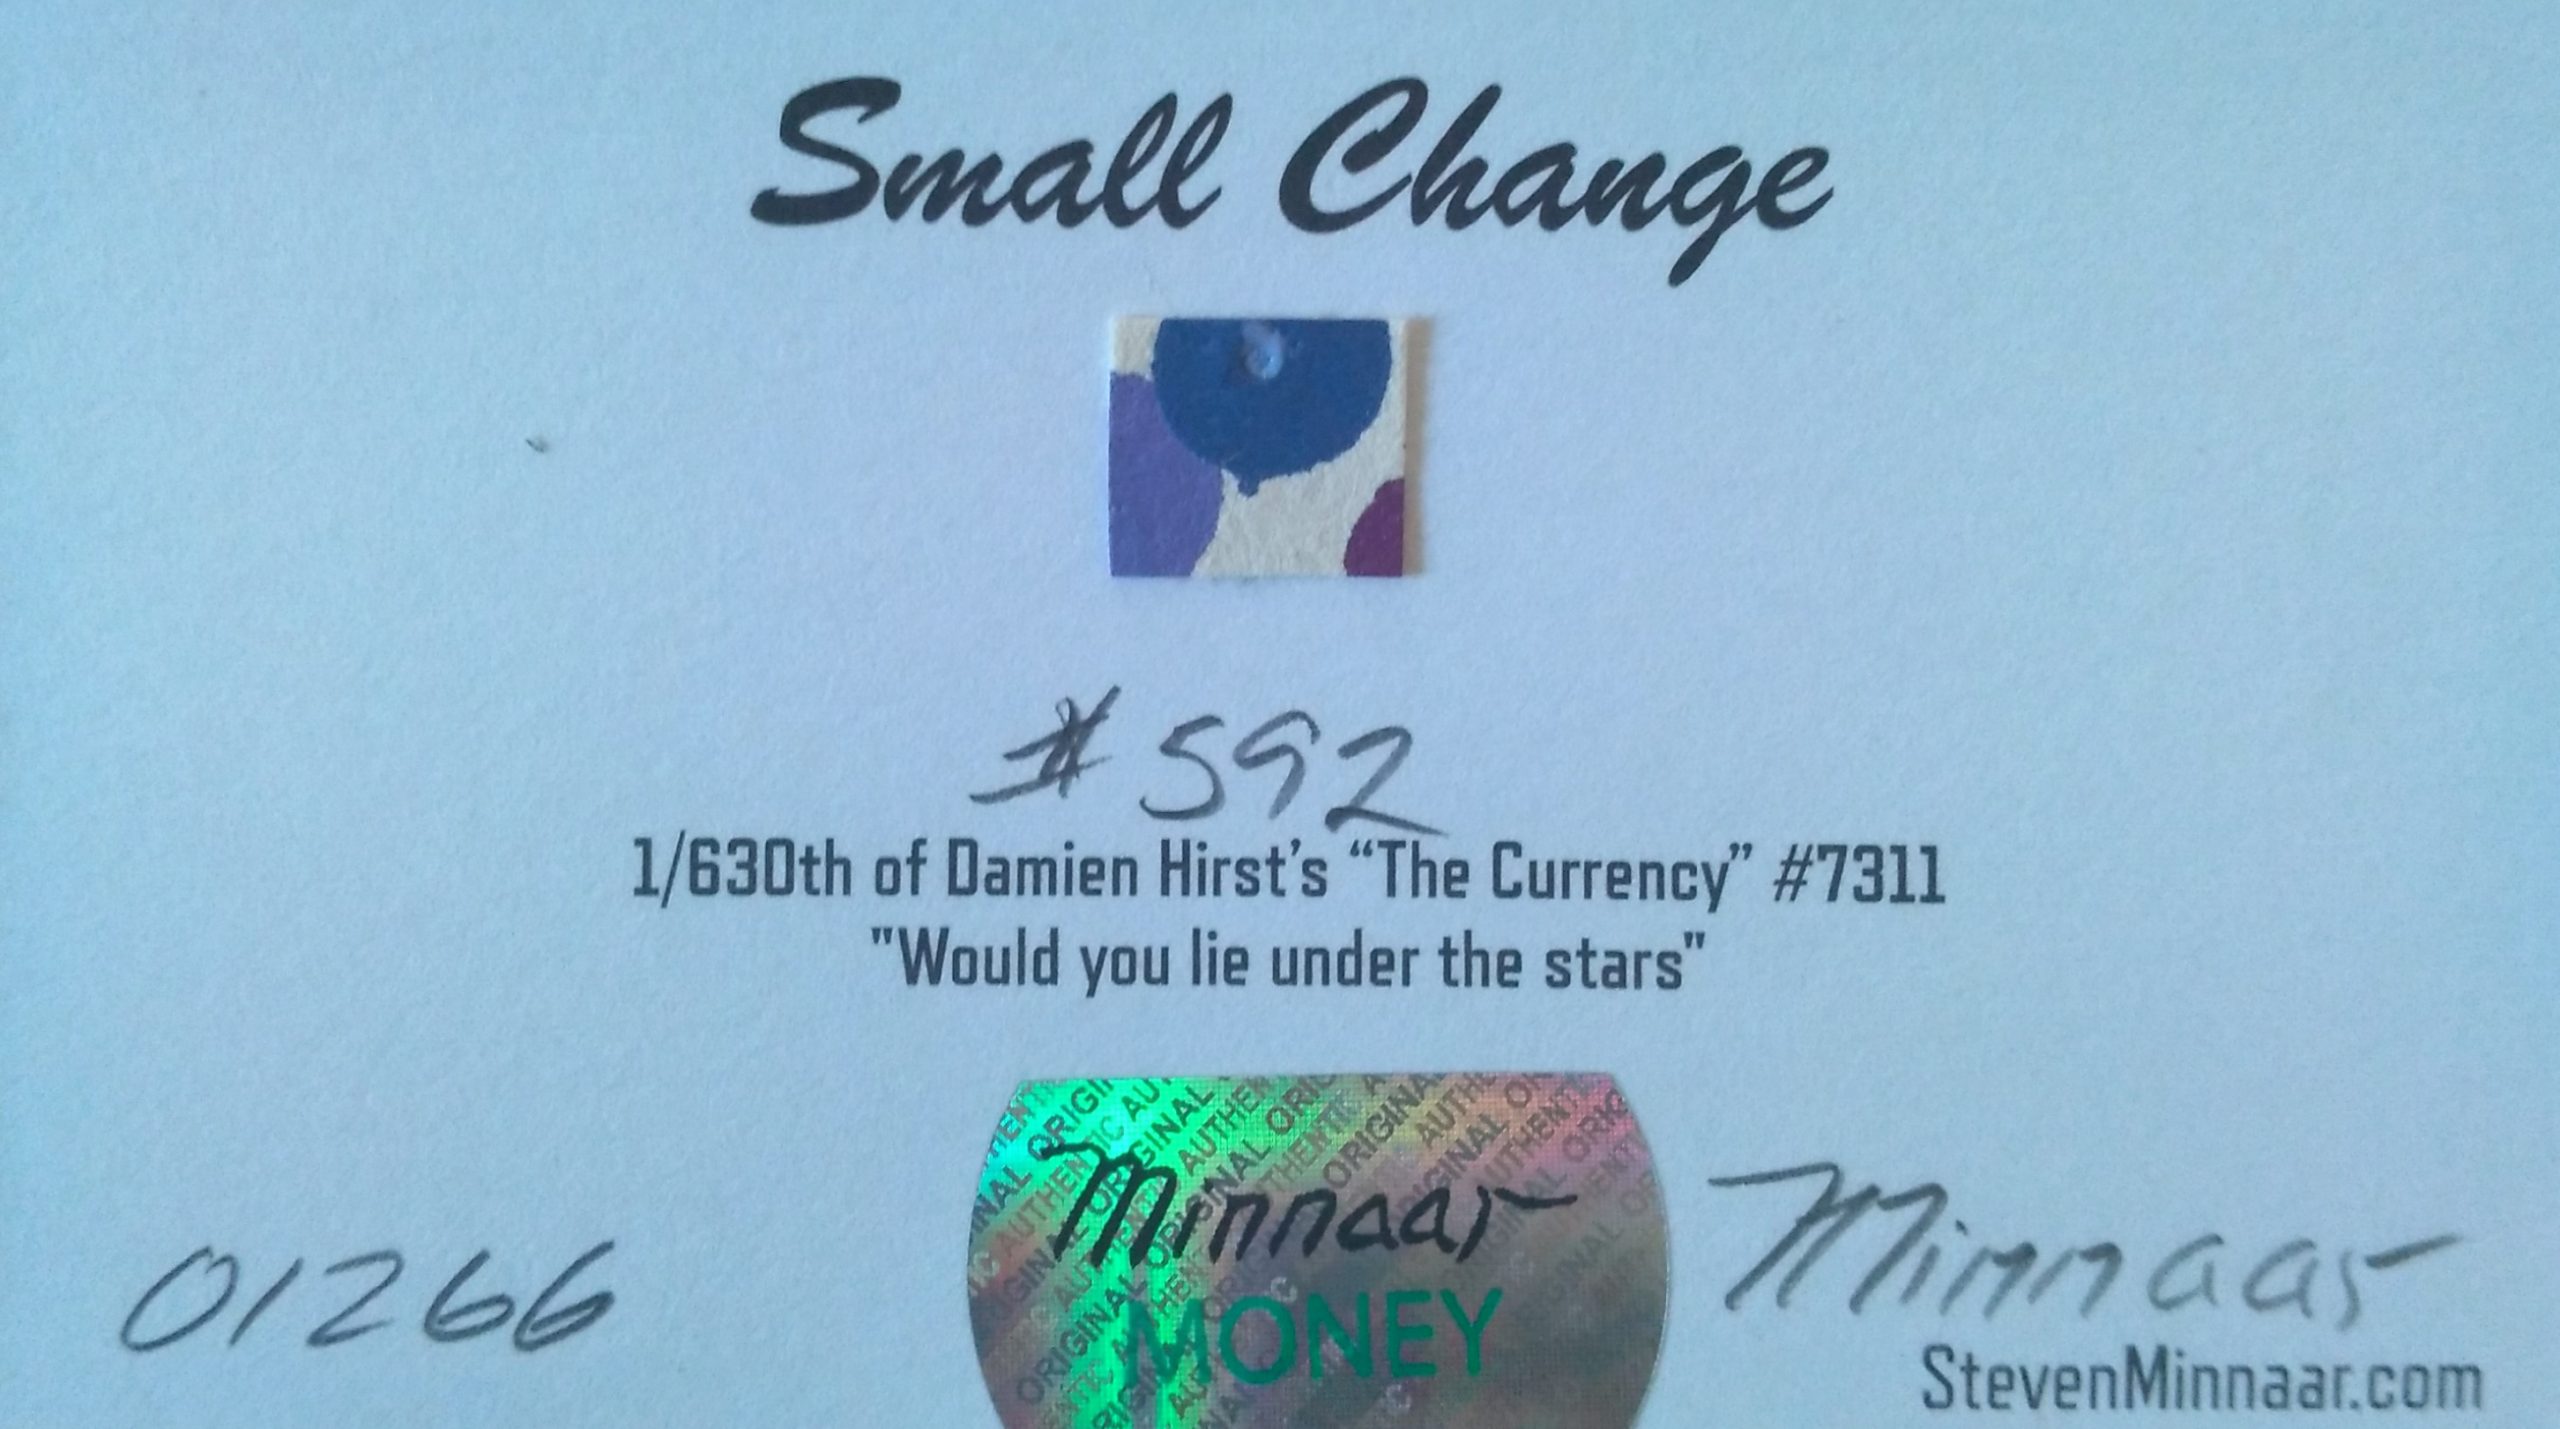 Small Change
#592
1/630th of Damien Hirst’s “The Currency” #7311
"Would you lie under the stars"
Minnaar
MONEY
01266
Minnaar
StevenMinnaar.com